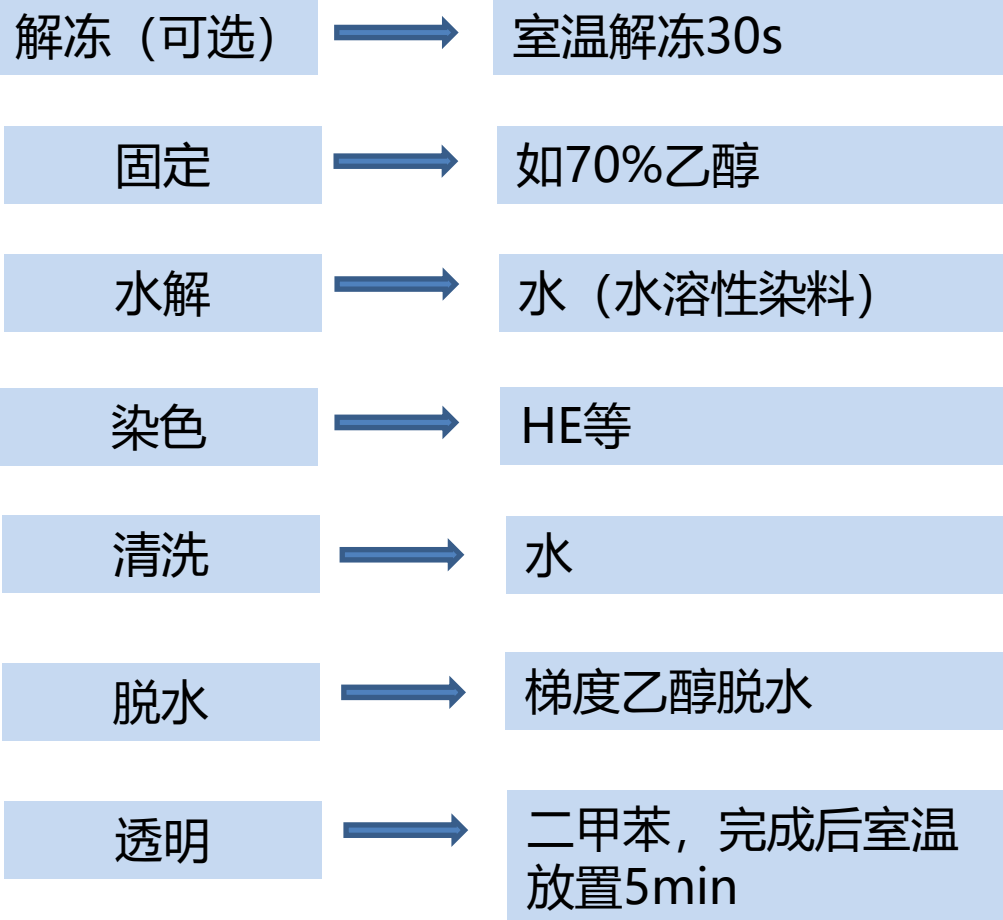 解冻（可选）
室温解冻30s
固定
如70%乙醇
水解
水（水溶性染料）
染色
HE等
清洗
水
脱水
梯度乙醇脱水
透明
二甲苯，完成后室温
放置5min